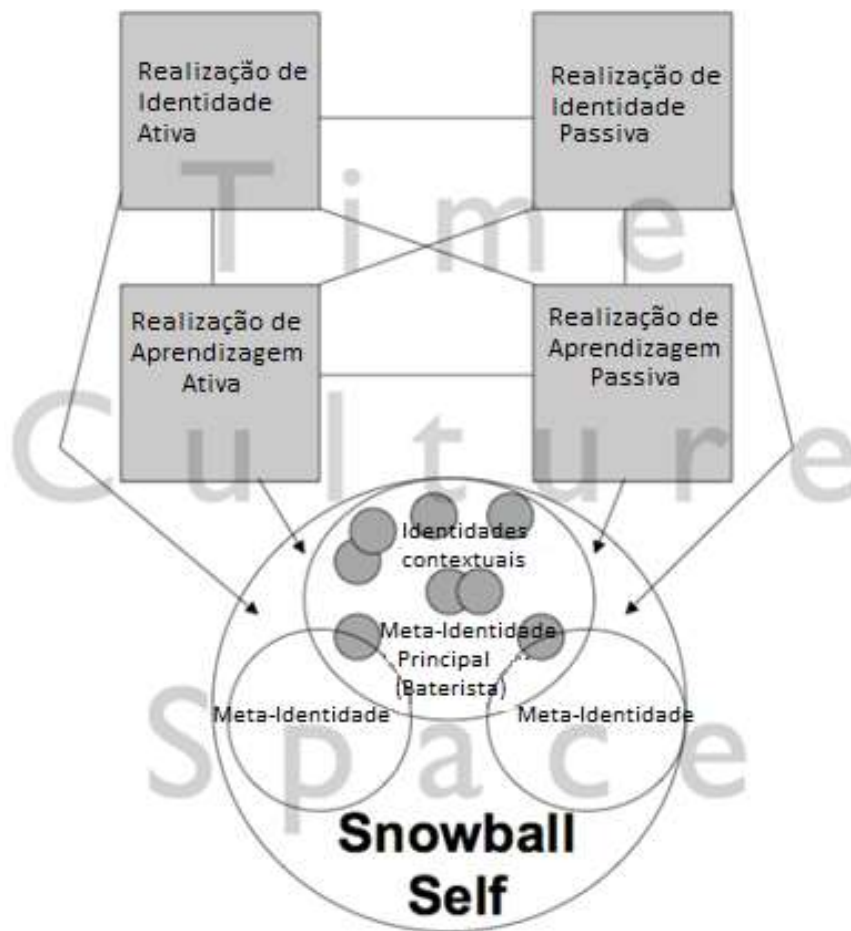 Realização de
Identidade
Ativa
Realização de
Identidade
Passiva
Time
Realização de
Aprendizagem
Ativa
Realização de
Aprendizagem
Passiva
Culture
Identidades
contextuais
Meta-Identidade
Principal
(Baterista)
Meta-Identidade
Meta-Identidade
Space
Snowball
Self